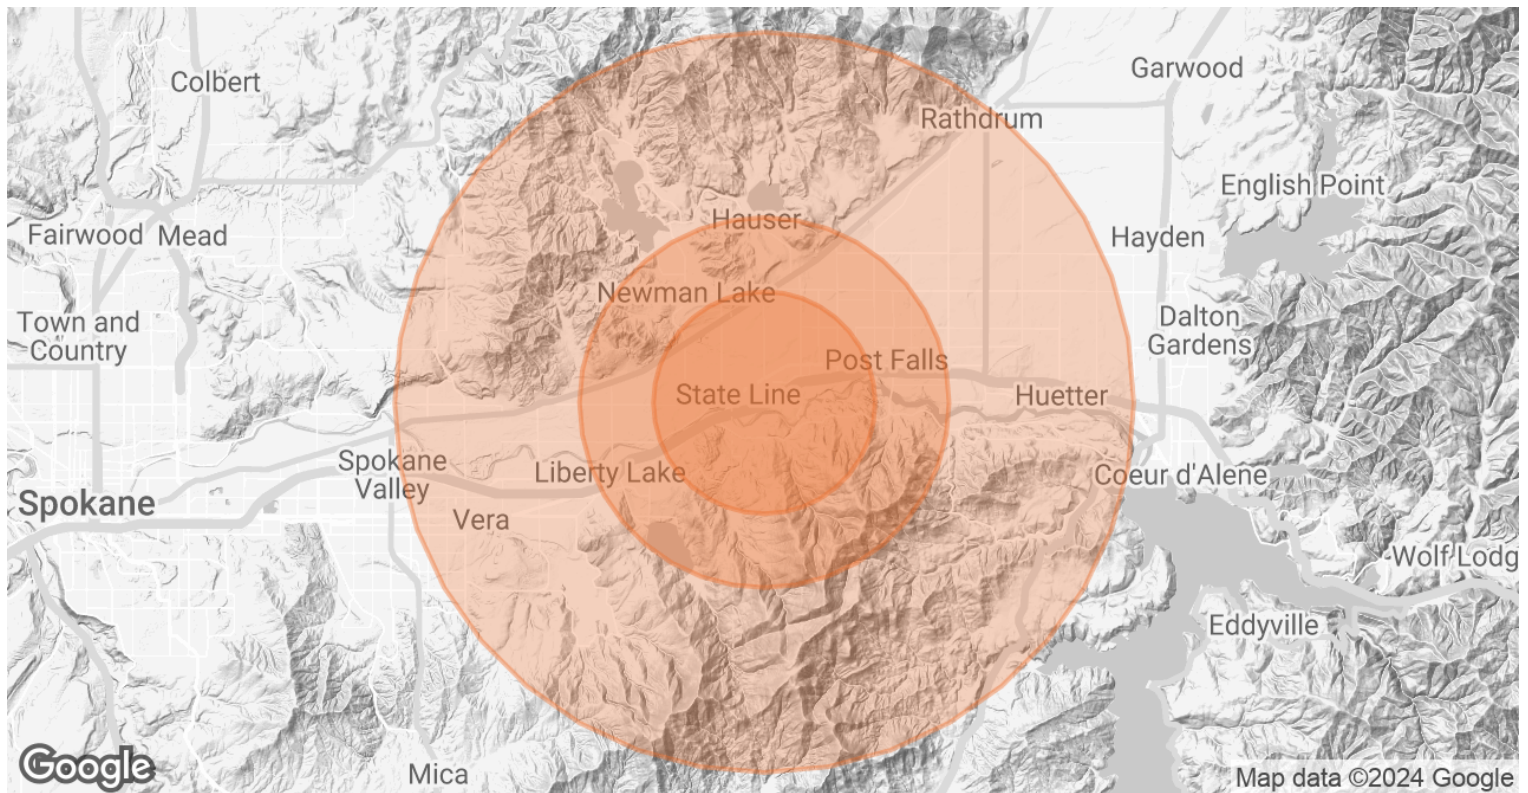 Colbert
Garwood
Rathdrum
English Point
Hauser
Fairwood
Mead
Hayden
Newman Lake
Town and
Country
Dalton
Gardens
Post Falls
State Line
Huetter
Spokane
Valley
Liberty Lake
Coeur d'Alene
Spokane
Vera
Wolf Lodg
Eddyville
Google
Mica
Map data ©2024 Google